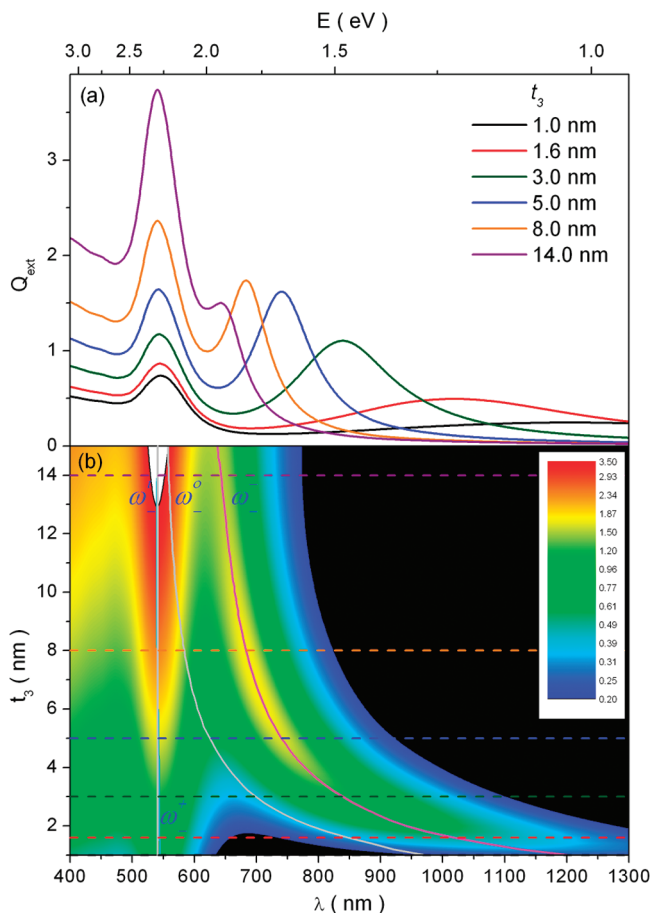 E ( eV )
3.0 2.5 2 1.5 1
(a)
t₃
1.0 nm
1.6 nm
3.0 nm
5.0 nm
8.0 nm
14.0 nm
3
2
1
0
Q_ext
(b)
14
12
10
8
6
4
2
t₃ ( nm )
3.50
2.93
2.24
1.87
1.50
1.20
0.96
0.77
0.61
0.49
0.39
0.31
0.25
0.20
400 500 600 700 800 900 1000 1100 1200 1300
λ ( nm )